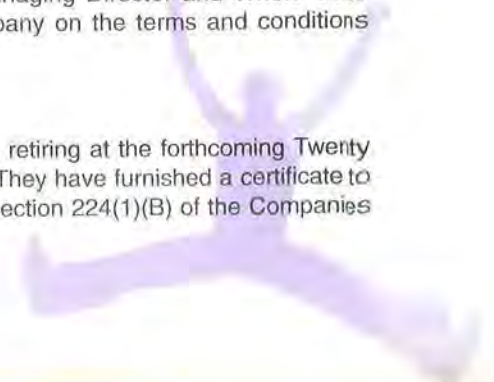 pany on the terms and conditions
retiring at the forthcoming Twenty
They have furnished a certificate to
ection 224(1)(B) of the Companies